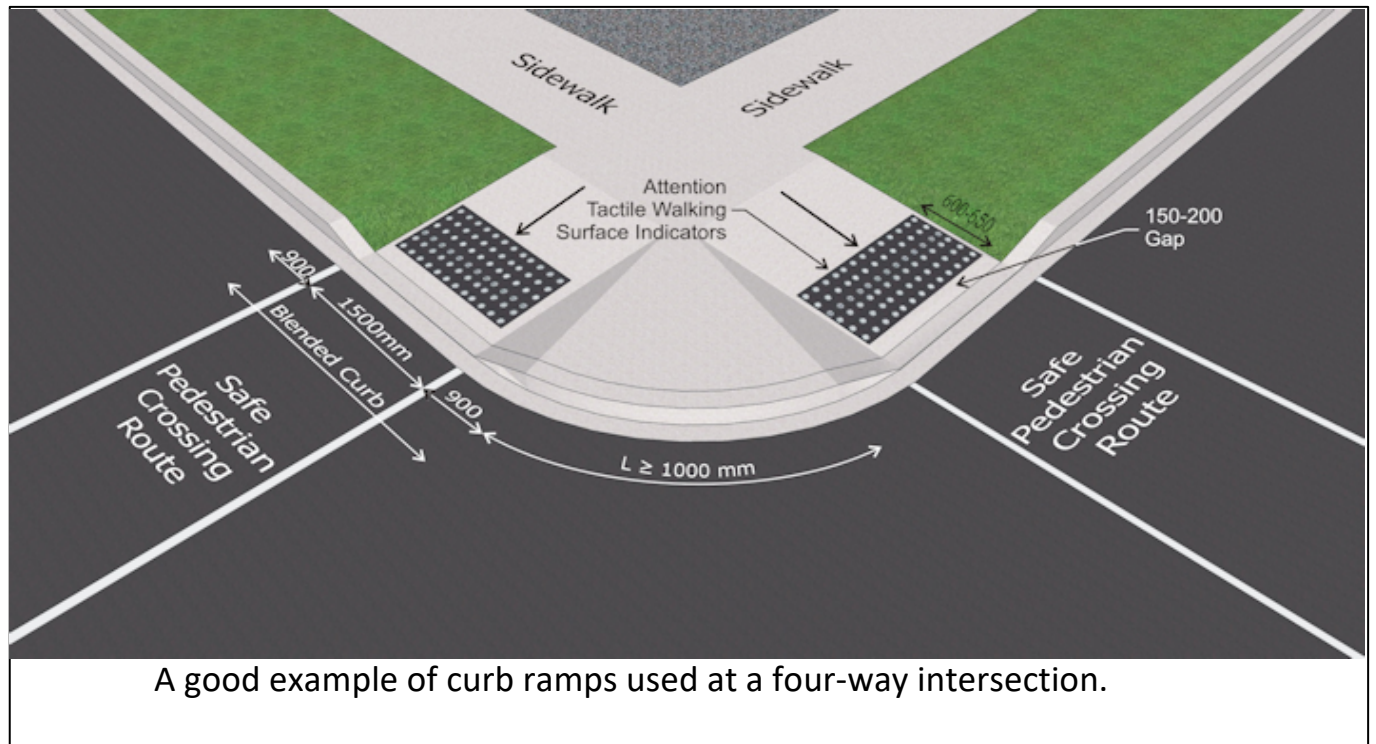 Sidewalk
Sidewalk
Attention
Tactile Walking
Surface Indicators
600-650
150-200
Gap
900
1500mm
Blended Curb
900
L ≥ 1000 mm
Safe
Pedestrian
Crossing
Route
Safe
Pedestrian
Crossing
Route
A good example of curb ramps used at a four-way intersection.